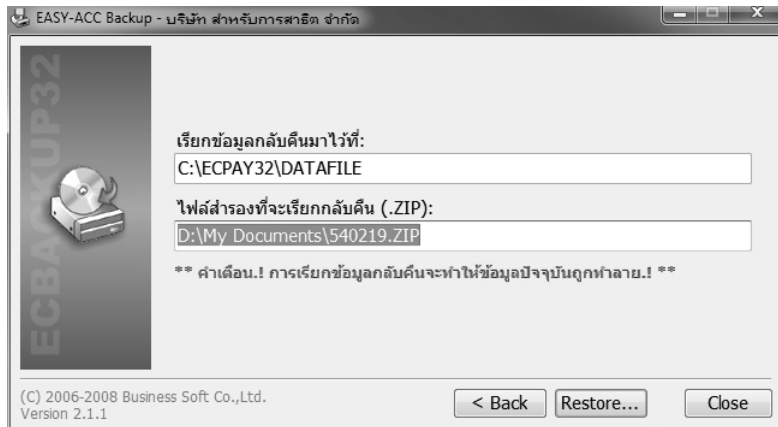 EASY-ACC Backup - บริษัท สำหรับการสาธิต จำกัด
ECBACKUP32
เรียกข้อมูลกลับคืนมาไว้ที่:
C:\ECPAY32\DATAFILE
ไฟล์สำรองที่จะเรียกกลับคืน (.ZIP):
D:\My Documents\540219.ZIP
** คำเตือน.! การเรียกข้อมูลกลับคืนจะทำให้ข้อมูลปัจจุบันถูกทำลาย.! **
(C) 2006-2008 Business Soft Co.,Ltd.
Version 2.1.1
< Back Restore... Close